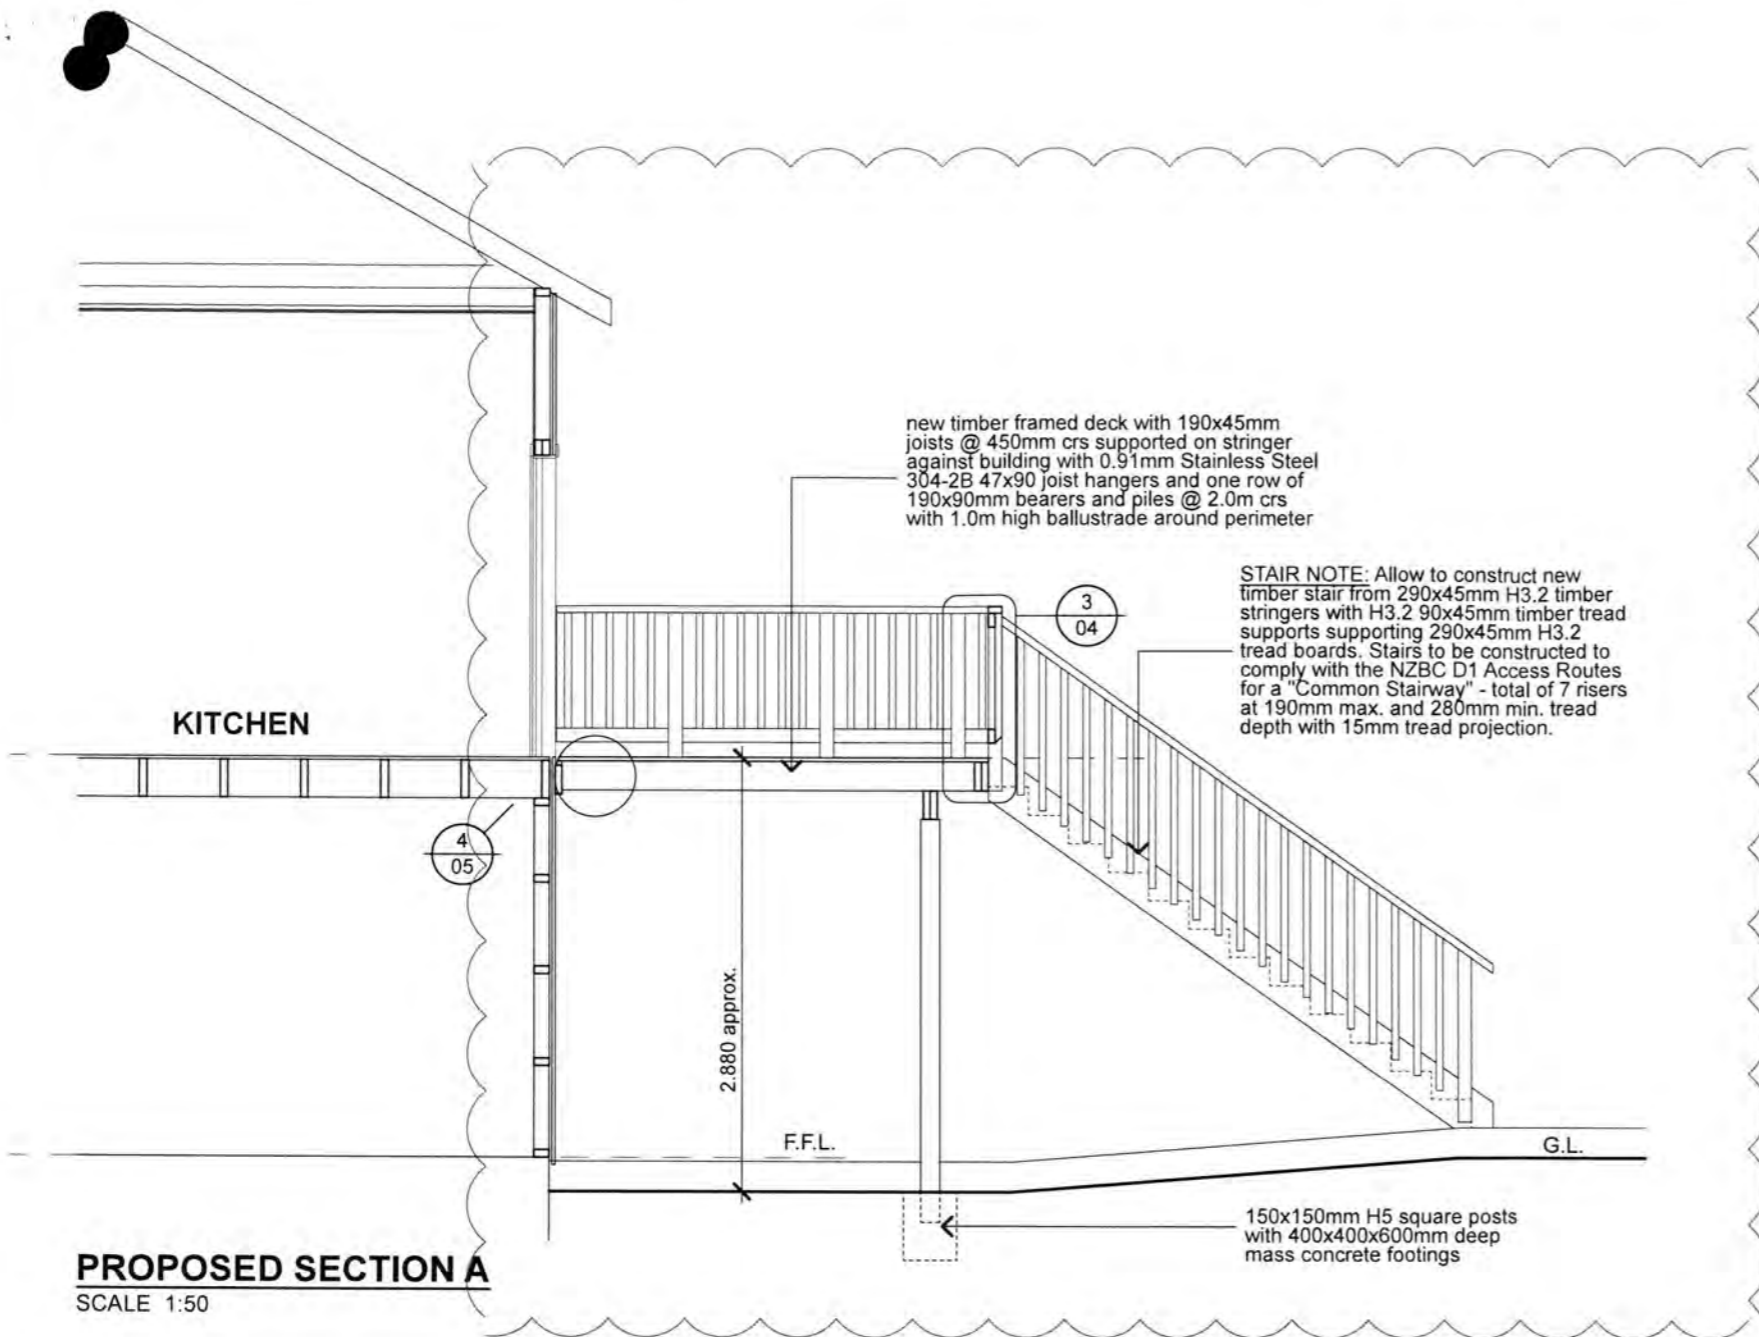 new timber framed deck with 190x45mm
joists @ 450mm crs supported on stringer
against building with 0.91mm Stainless Steel
304-2B 47x90 joist hangers and one row of
190x90mm bearers and piles @ 2.0m crs
with 1.0m high ballustrade around perimeter
STAIR NOTE: Allow to construct new
timber stair from 290x45mm H3.2 timber
stringers with H3.2 90x45mm timber tread
supports supporting 290x45mm H3.2
tread boards. Stairs to be constructed to
comply with the NZBC D1 Access Routes
for a "Common Stairway" - total of 7 risers
at 190mm max. and 280mm min. tread
depth with 15mm tread projection.
3
04
KITCHEN
4
05
2.880 approx.
F.F.L.
G.L.
150x150mm H5 square posts
with 400x400x600mm deep
mass concrete footings
PROPOSED SECTION A
SCALE 1:50